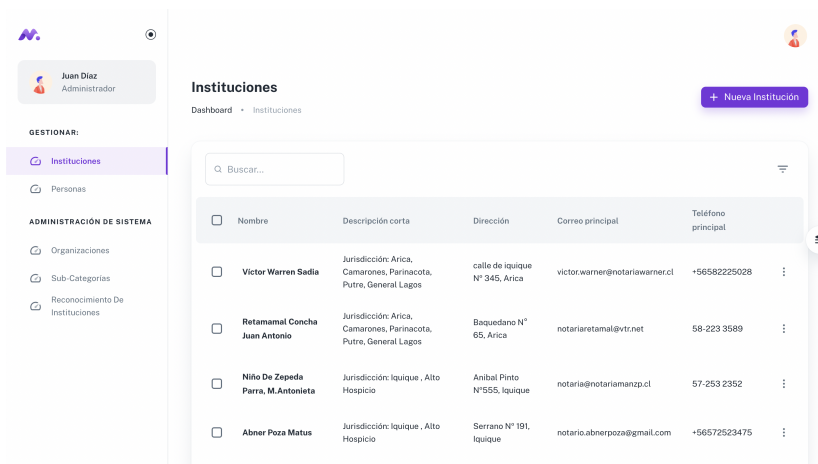 Juan Díaz
Administrador
GESTIONAR:
Instituciones
Personas
ADMINISTRACIÓN DE SISTEMA
Organizaciones
Sub-Categorías
Reconocimiento De
Instituciones
Instituciones
Dashboard • Instituciones
+ Nueva Institución
Buscar...
Nombre
Descripción corta
Dirección
Correo principal
Teléfono
principal
Víctor Warren Sadia
Jurisdicción: Arica,
Camarones, Parinacota,
Putre, General Lagos
calle de iquique
Nº 345, Arica
victor.warner@notariawarner.cl
+56582225028
Retamamal Concha
Juan Antonio
Jurisdicción: Arica,
Camarones, Parinacota,
Putre, General Lagos
Baquedano N°
65, Arica
notariaretamal@vtr.net
58-223 3589
Niño De Zepeda
Parra, M.Antonieta
Jurisdicción: Iquique , Alto
Hospicio
Anibal Pinto
N°555, Iquique
notaria@notariamanzp.cl
57-253 2352
Abner Poza Matus
Jurisdicción: Iquique , Alto
Hospicio
Serrano Nº 191,
Iquique
notario.abnerpoza@gmail.com
+56572523475